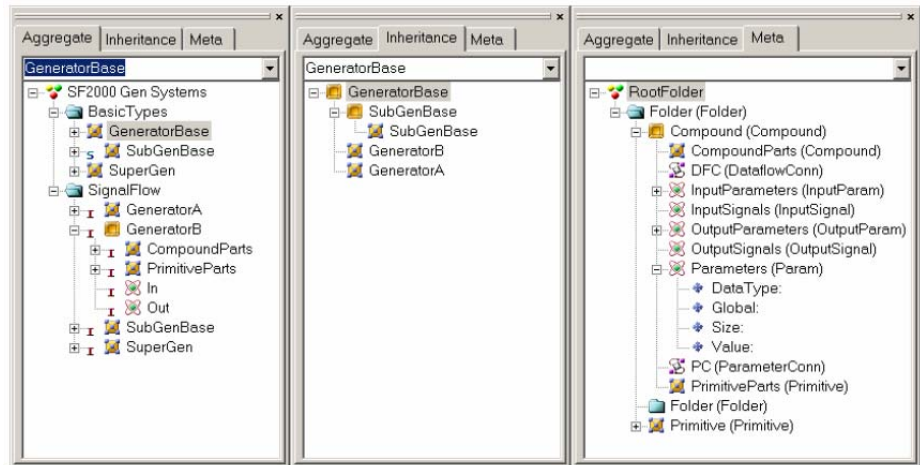 Aggregate Inheritance Meta
GeneratorBase
SF2000 Gen Systems
BasicTypes
GeneratorBase
S SubGenBase
SuperGen
SignalFlow
I GeneratorA
I GeneratorB
I CompoundParts
I PrimitiveParts
I In
I Out
I SubGenBase
I SuperGen
Aggregate Inheritance Meta
GeneratorBase
GeneratorBase
SubGenBase
SubGenBase
GeneratorB
GeneratorA
Aggregate Inheritance Meta
RootFolder
Folder (Folder)
Compound (Compound)
CompoundParts (Compound)
DFC (DataflowConn)
InputParameters (InputParam)
InputSignals (InputSignal)
OutputParameters (OutputParam)
OutputSignals (OutputSignal)
Parameters (Param)
DataType:
Global:
Size:
Value:
PC (ParameterConn)
PrimitiveParts (Primitive)
Folder (Folder)
Primitive (Primitive)